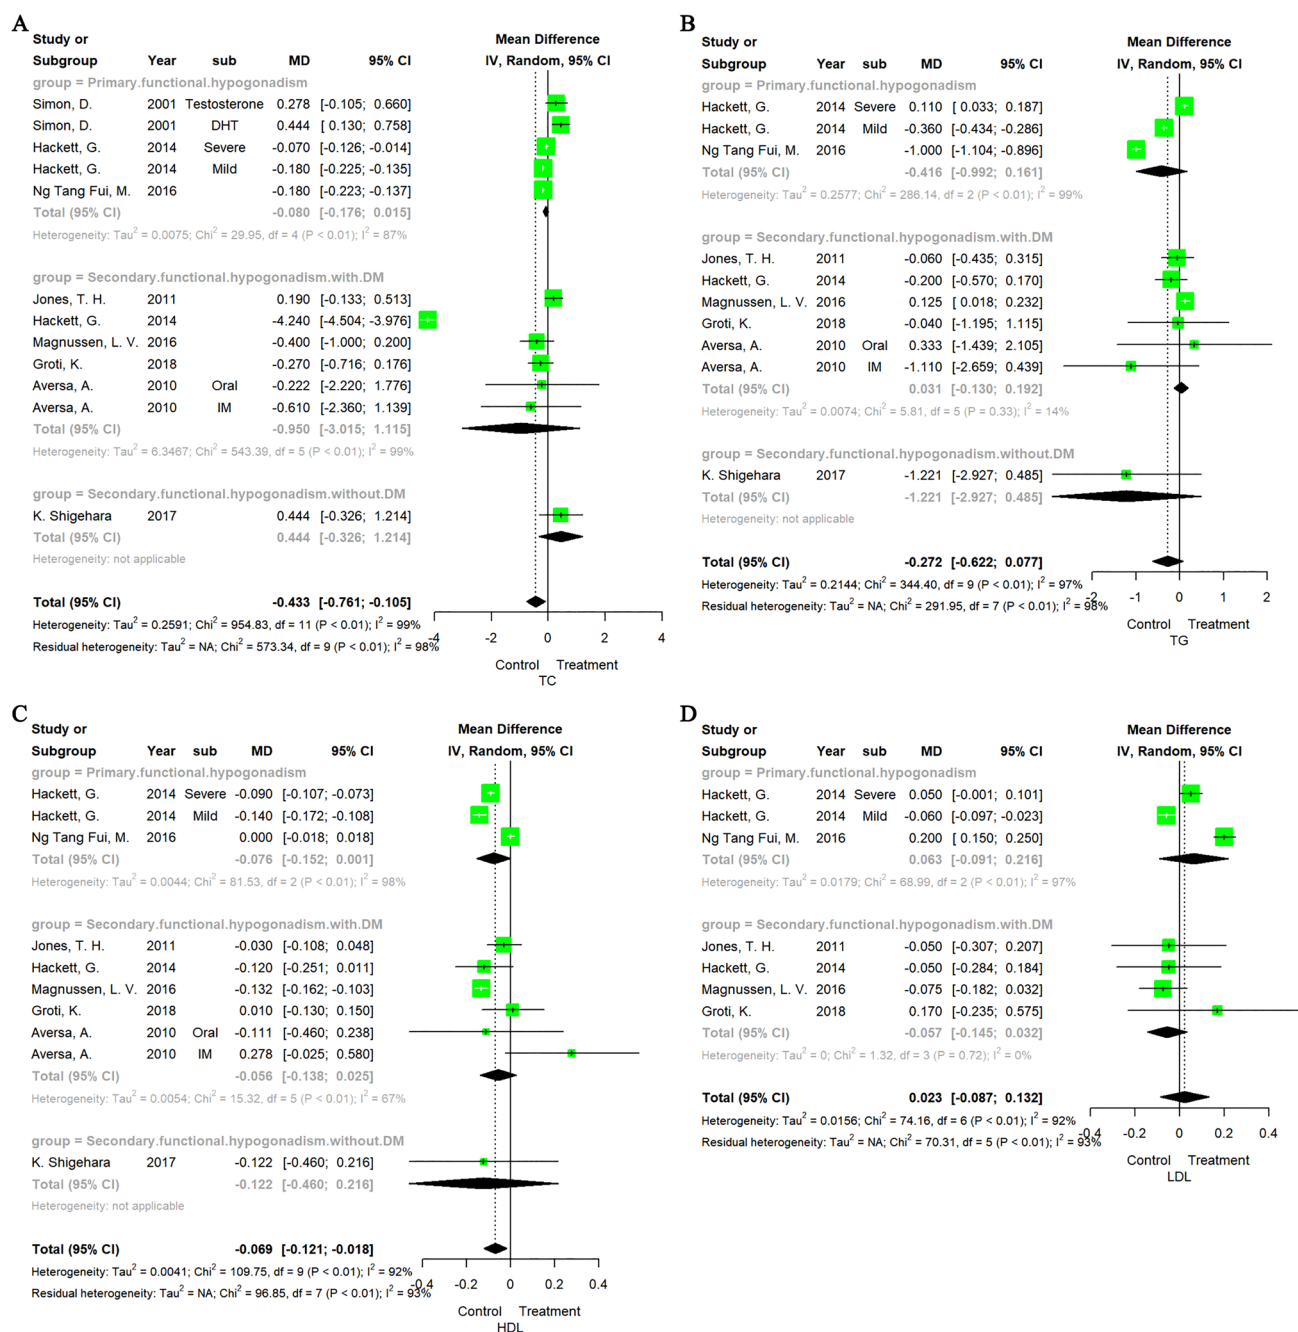 A
Study or Mean Difference
Subgroup Year sub MD 95% CI IV, Random, 95% CI
group = Primary.functional.hypogonadism
Simon, D. 2001 Testosterone 0.278 [-0.105; 0.660]
Simon, D. 2001 DHT 0.444 [ 0.130; 0.758]
Hackett, G. 2014 Severe -0.070 [-0.126; -0.014]
Hackett, G. 2014 Mild -0.180 [-0.225; -0.135]
Ng Tang Fui, M. 2016 -0.180 [-0.223; -0.137]
Total (95% CI) -0.080 [-0.176; 0.015]
Heterogeneity: Tau² = 0.0075; Chi² = 29.95, df = 4 (P < 0.01); I² = 87%
group = Secondary.functional.hypogonadism.with.DM
Jones, T. H. 2011 0.190 [-0.133; 0.513]
Hackett, G. 2014 -4.240 [-4.504; -3.976]
Magnussen, L. V. 2016 -0.400 [-1.000; 0.200]
Groti, K. 2018 -0.270 [-0.716; 0.176]
Aversa, A. 2010 Oral -0.222 [-2.220; 1.776]
Aversa, A. 2010 IM -0.610 [-2.360; 1.139]
Total (95% CI) -0.950 [-3.015; 1.115]
Heterogeneity: Tau² = 6.3467; Chi² = 543.39, df = 5 (P < 0.01); I² = 99%
group = Secondary.functional.hypogonadism.without.DM
K. Shigehara 2017 0.444 [-0.326; 1.214]
Total (95% CI) 0.444 [-0.326; 1.214]
Heterogeneity: not applicable
Total (95% CI) -0.433 [-0.761; -0.105]
Heterogeneity: Tau² = 0.2591; Chi² = 954.83, df = 11 (P < 0.01); I² = 99%
Residual heterogeneity: Tau² = NA; Chi² = 573.34, df = 9 (P < 0.01); I² = 98%
-4 -2 0 2 4
Control Treatment
TC
B
Study or Mean Difference
Subgroup Year sub MD 95% CI IV, Random, 95% CI
group = Primary.functional.hypogonadism
Hackett, G. 2014 Severe 0.110 [ 0.033; 0.187]
Hackett, G. 2014 Mild -0.360 [-0.434; -0.286]
Ng Tang Fui, M. 2016 -1.000 [-1.104; -0.896]
Total (95% CI) -0.416 [-0.992; 0.161]
Heterogeneity: Tau² = 0.2577; Chi² = 286.14, df = 2 (P < 0.01); I² = 99%
group = Secondary.functional.hypogonadism.with.DM
Jones, T. H. 2011 -0.060 [-0.435; 0.315]
Hackett, G. 2014 -0.200 [-0.570; 0.170]
Magnussen, L. V. 2016 0.125 [ 0.018; 0.232]
Groti, K. 2018 -0.040 [-1.195; 1.115]
Aversa, A. 2010 Oral 0.333 [-1.439; 2.105]
Aversa, A. 2010 IM -1.110 [-2.659; 0.439]
Total (95% CI) 0.031 [-0.130; 0.192]
Heterogeneity: Tau² = 0.0074; Chi² = 5.81, df = 5 (P = 0.33); I² = 14%
group = Secondary.functional.hypogonadism.without.DM
K. Shigehara 2017 -1.221 [-2.927; 0.485]
Total (95% CI) -1.221 [-2.927; 0.485]
Heterogeneity: not applicable
Total (95% CI) -0.272 [-0.622; 0.077]
Heterogeneity: Tau² = 0.2144; Chi² = 344.40, df = 9 (P < 0.01); I² = 97%
Residual heterogeneity: Tau² = NA; Chi² = 291.95, df = 7 (P < 0.01); I² = 98%
-2 -1 0 1 2
Control Treatment
TG
C
Study or Mean Difference
Subgroup Year sub MD 95% CI IV, Random, 95% CI
group = Primary.functional.hypogonadism
Hackett, G. 2014 Severe -0.090 [-0.107; -0.073]
Hackett, G. 2014 Mild -0.140 [-0.172; -0.108]
Ng Tang Fui, M. 2016 0.000 [-0.018; 0.018]
Total (95% CI) -0.076 [-0.152; 0.001]
Heterogeneity: Tau² = 0.0044; Chi² = 81.53, df = 2 (P < 0.01); I² = 98%
group = Secondary.functional.hypogonadism.with.DM
Jones, T. H. 2011 -0.030 [-0.108; 0.048]
Hackett, G. 2014 -0.120 [-0.251; 0.011]
Magnussen, L. V. 2016 -0.132 [-0.162; -0.103]
Groti, K. 2018 0.010 [-0.130; 0.150]
Aversa, A. 2010 Oral -0.111 [-0.460; 0.238]
Aversa, A. 2010 IM 0.278 [-0.025; 0.580]
Total (95% CI) -0.056 [-0.138; 0.025]
Heterogeneity: Tau² = 0.0054; Chi² = 15.32, df = 5 (P < 0.01); I² = 67%
group = Secondary.functional.hypogonadism.without.DM
K. Shigehara 2017 -0.122 [-0.460; 0.216]
Total (95% CI) -0.122 [-0.460; 0.216]
Heterogeneity: not applicable
Total (95% CI) -0.069 [-0.121; -0.018]
Heterogeneity: Tau² = 0.0041; Chi² = 109.75, df = 9 (P < 0.01); I² = 92%
Residual heterogeneity: Tau² = NA; Chi² = 96.85, df = 7 (P < 0.01); I² = 93%
-0.4 -0.2 0 0.2 0.4
Control Treatment
HDL
D
Study or Mean Difference
Subgroup Year sub MD 95% CI IV, Random, 95% CI
group = Primary.functional.hypogonadism
Hackett, G. 2014 Severe 0.050 [-0.001; 0.101]
Hackett, G. 2014 Mild -0.060 [-0.097; -0.023]
Ng Tang Fui, M. 2016 0.200 [ 0.150; 0.250]
Total (95% CI) 0.063 [-0.091; 0.216]
Heterogeneity: Tau² = 0.0179; Chi² = 68.99, df = 2 (P < 0.01); I² = 97%
group = Secondary.functional.hypogonadism.with.DM
Jones, T. H. 2011 -0.050 [-0.307; 0.207]
Hackett, G. 2014 -0.050 [-0.284; 0.184]
Magnussen, L. V. 2016 -0.075 [-0.182; 0.032]
Groti, K. 2018 0.170 [-0.235; 0.575]
Total (95% CI) -0.057 [-0.145; 0.032]
Heterogeneity: Tau² = 0; Chi² = 1.32, df = 3 (P = 0.72); I² = 0%
Total (95% CI) 0.023 [-0.087; 0.132]
Heterogeneity: Tau² = 0.0156; Chi² = 74.16, df = 6 (P < 0.01); I² = 92%
Residual heterogeneity: Tau² = NA; Chi² = 70.31, df = 5 (P < 0.01); I² = 93%
-0.4 -0.2 0 0.2 0.4
Control Treatment
LDL